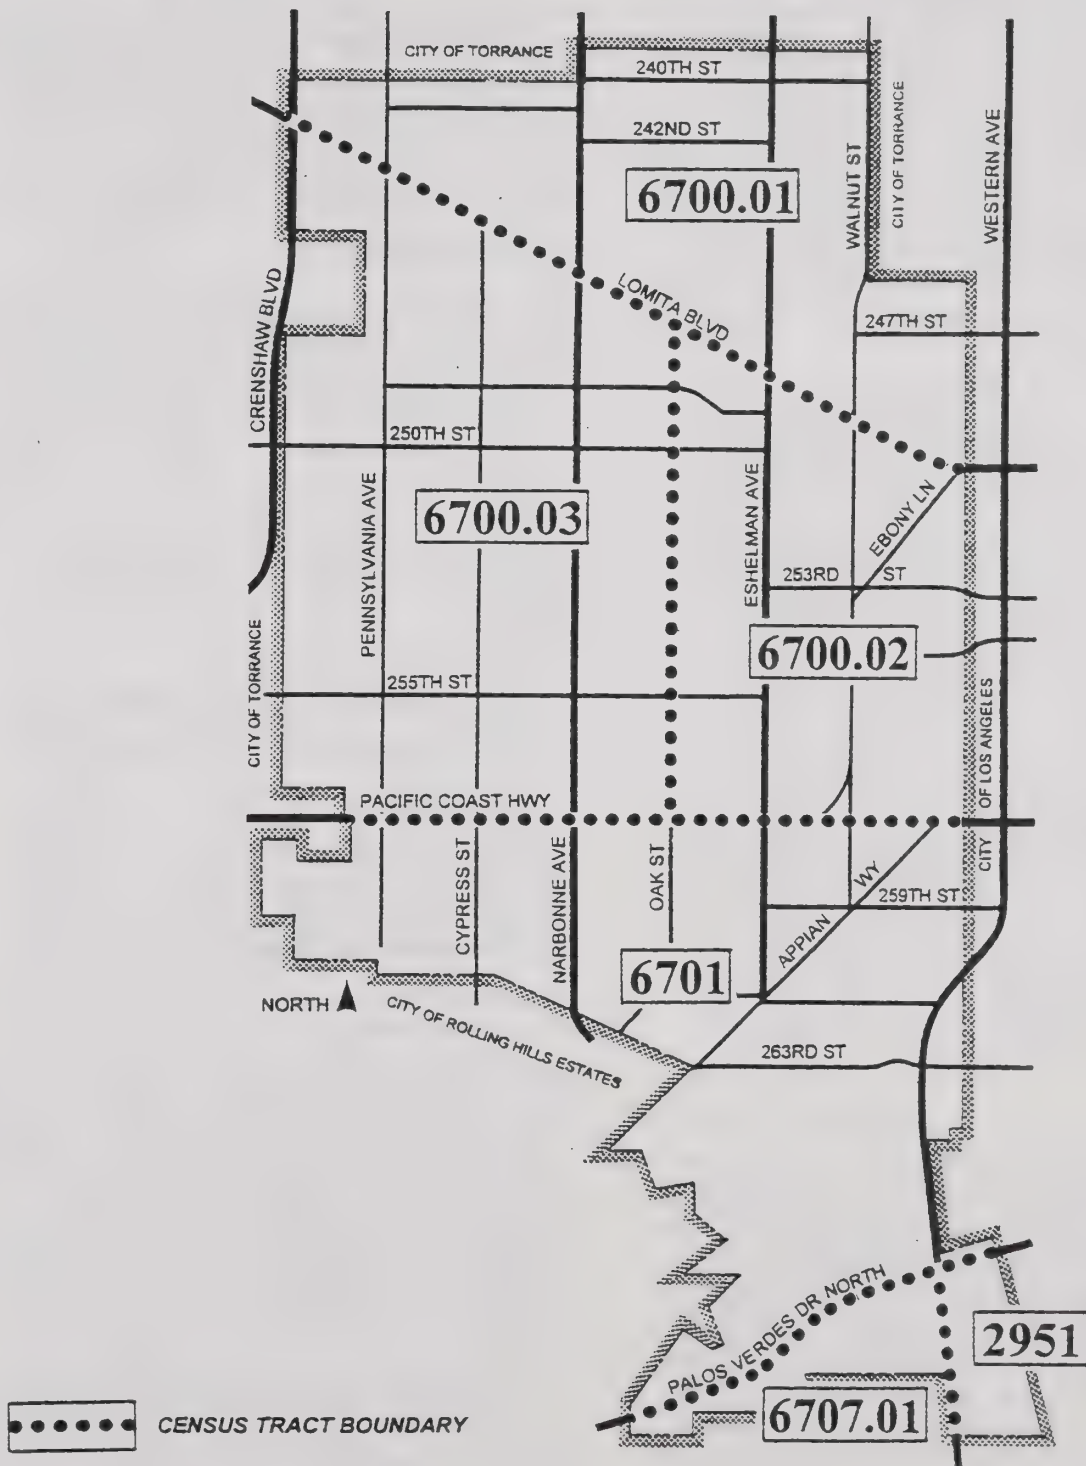 CITY OF TORRANCE
240TH ST
242ND ST
6700.01
WALNUT ST
CITY OF TORRANCE
WESTERN AVE
LOMITA BLVD
247TH ST
CRENSHAW BLVD
250TH ST
PENNSYLVANIA AVE
6700.03
ESHELMAN AVE
EBONY LN
253RD ST
6700.02
255TH ST
CITY OF TORRANCE
CITY OF LOS ANGELES
PACIFIC COAST HWY
CYPRESS ST
NARBONNE AVE
OAK ST
APPIAN WY
259TH ST
6701
NORTH
CITY OF ROLLING HILLS ESTATES
263RD ST
PALOS VERDES DR NORTH
2951
6707.01
CENSUS TRACT BOUNDARY